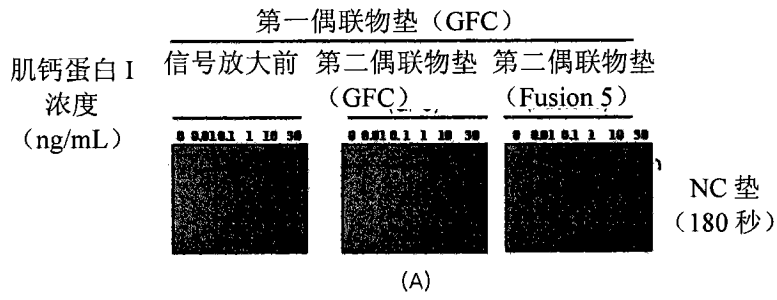 第一偶联物垫（GFC）
肌钙蛋白 I
浓度
（ng/mL）
信号放大前
第二偶联物垫
（GFC）
第二偶联物垫
（Fusion 5）
0 0.01 0.1 1 10 30
0 0.01 0.1 1 10 30
0 0.01 0.1 1 10 30
NC 垫
（180 秒）
(A)